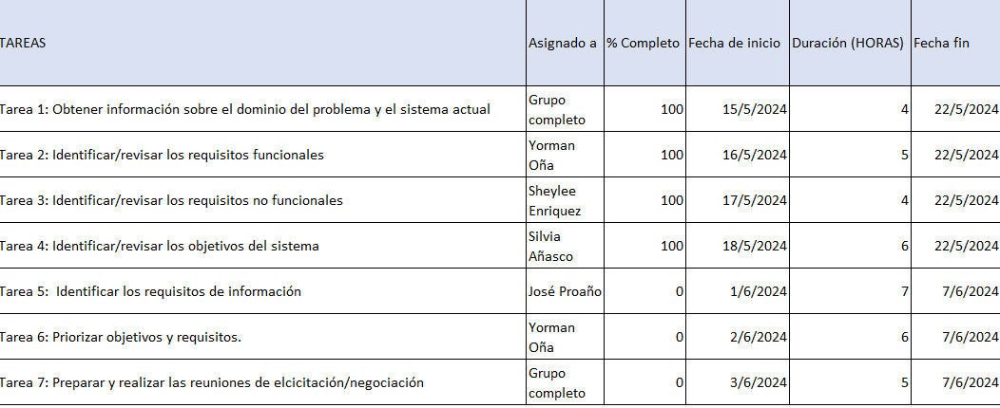 TAREAS Asignado a % Completo Fecha de inicio Duración (HORAS) Fecha fin
Tarea 1: Obtener información sobre el dominio del problema y el sistema actual Grupo completo 100 15/5/2024 4 22/5/2024
Tarea 2: Identificar/revisar los requisitos funcionales Yorman Oña 100 16/5/2024 5 22/5/2024
Tarea 3: Identificar/revisar los requisitos no funcionales Sheylee Enriquez 100 17/5/2024 4 22/5/2024
Tarea 4: Identificar/revisar los objetivos del sistema Silvia Añasco 100 18/5/2024 6 22/5/2024
Tarea 5:  Identificar los requisitos de información José Proaño 0 1/6/2024 7 7/6/2024
Tarea 6: Priorizar objetivos y requisitos. Yorman Oña 0 2/6/2024 6 7/6/2024
Tarea 7: Preparar y realizar las reuniones de elcicitación/negociación Grupo completo 0 3/6/2024 5 7/6/2024